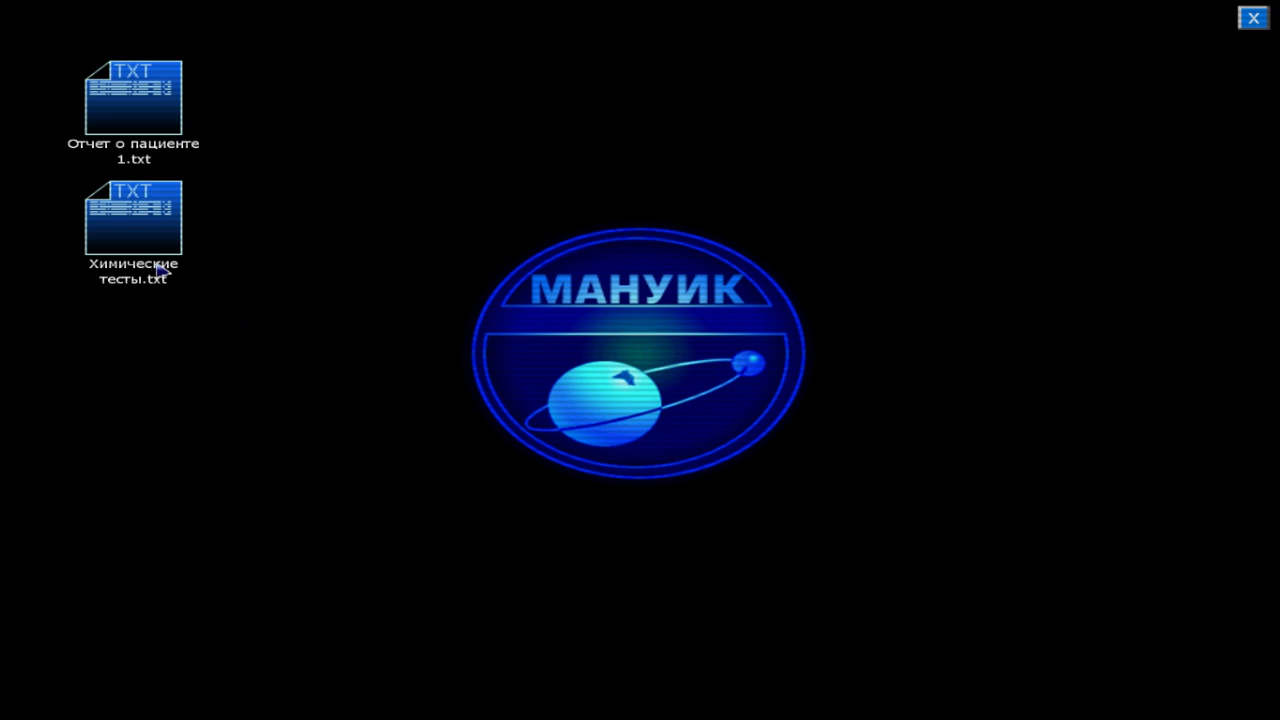 X
TXT
Отчет о пациенте
1.txt
TXT
Химические
тесты.txt
МАНУИК